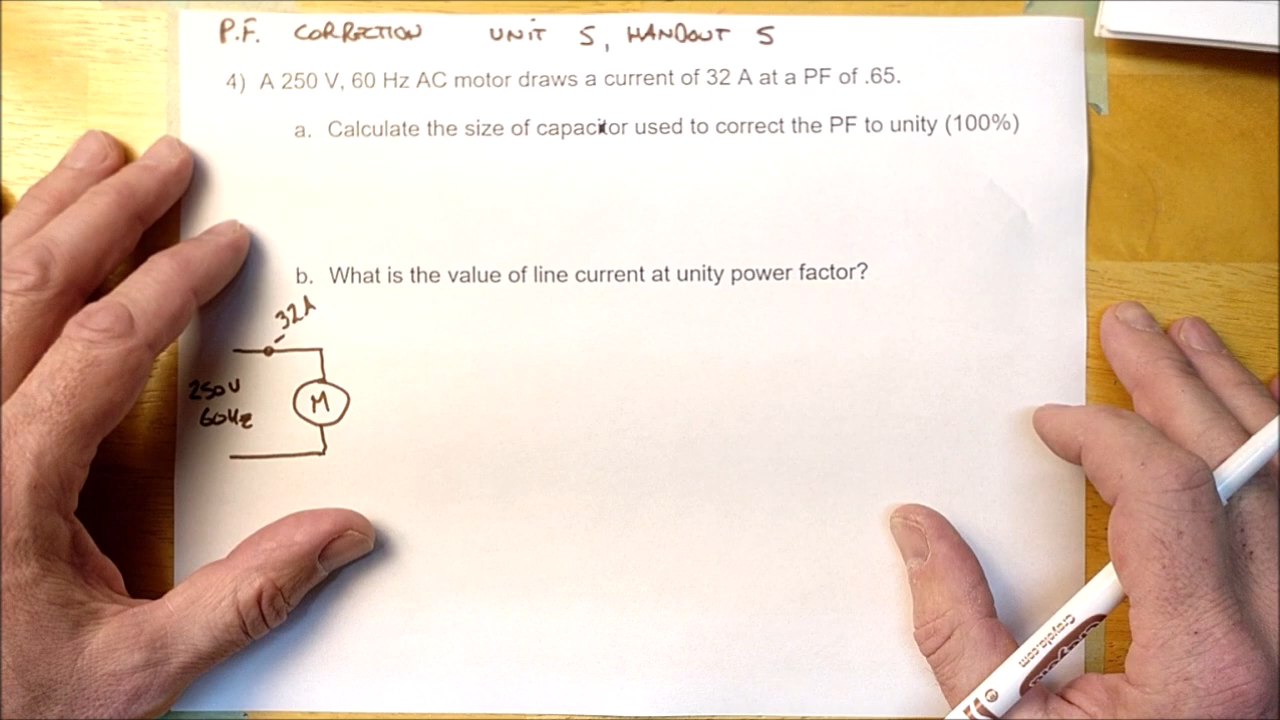 P.F. CORRECTION UNIT 5, HANDOUT 5
4) A 250 V, 60 Hz AC motor draws a current of 32 A at a PF of .65.
a. Calculate the size of capacitor used to correct the PF to unity (100%)
b. What is the value of line current at unity power factor?
32A
250V
60Hz
M
Crayola.com